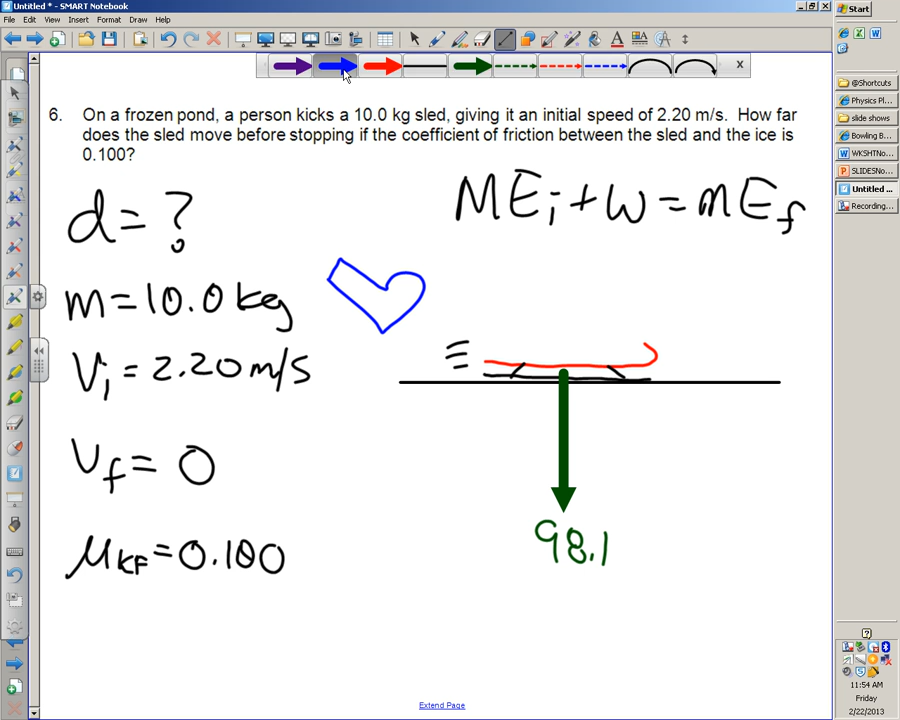 Untitled * - SMART Notebook
File Edit View Insert Format Draw Help
Start
6. On a frozen pond, a person kicks a 10.0 kg sled, giving it an initial speed of 2.20 m/s. How far
does the sled move before stopping if the coefficient of friction between the sled and the ice is
0.100?
d = ?
MEi + W = MEf
m = 10.0 kg
Vi = 2.20 m/s
Vf = 0
μKF = 0.100
98.1
Extend Page
@Shortcuts
Physics Pl...
slide shows
Bowling B...
WKSHTNo...
SLIDESNo...
Untitled ...
Recording...
11:54 AM
Friday
2/22/2013